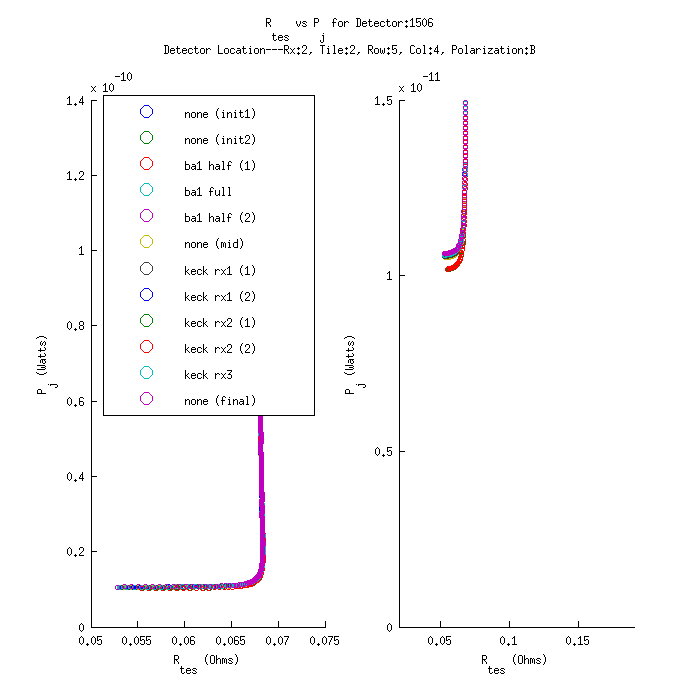 R    vs P  for Detector:1506
tes     j
Detector Location---Rx:2, Tile:2, Row:5, Col:4, Polarization:B
x 10^-10
1.4
1.2
1
0.8
0.6
0.4
0.2
0
P_j (Watts)
none (init1)
none (init2)
ba1 half (1)
ba1 full
ba1 half (2)
none (mid)
keck rx1 (1)
keck rx1 (2)
keck rx2 (1)
keck rx2 (2)
keck rx3
none (final)
0.05 0.055 0.06 0.065 0.07 0.075
R    (Ohms)
tes
x 10^-11
1.5
1
0.5
0
P_j (Watts)
0.05 0.1 0.15
R    (Ohms)
tes